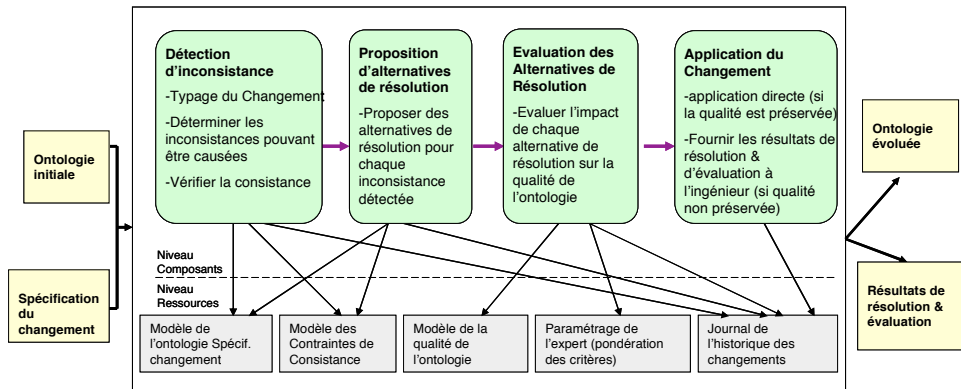 Ontologie
initiale
Spécification
du
changement
Détection
d'inconsistance
-Typage du Changement
-Déterminer les
inconsistances pouvant
être causées
-Vérifier la consistance
Proposition
d'alternatives
de résolution
-Proposer des
alternatives de
résolution pour
chaque
inconsistance
détectée
Evaluation des
Alternatives de
Résolution
-Evaluer l'impact
de chaque
alternative de
résolution sur la
qualité de
l'ontologie
Application du
Changement
-application directe (si
la qualité est préservée)
-Fournir les résultats de
résolution &
d'évaluation à
l'ingénieur (si qualité
non préservée)
Niveau
Composants
Niveau
Ressources
Modèle de
l'ontologie Spécif.
changement
Modèle des
Contraintes de
Consistance
Modèle de la
qualité de
l'ontologie
Paramétrage de
l'expert (pondération
des critères)
Journal de
l'historique des
changements
Ontologie
évoluée
Résultats de
résolution &
évaluation